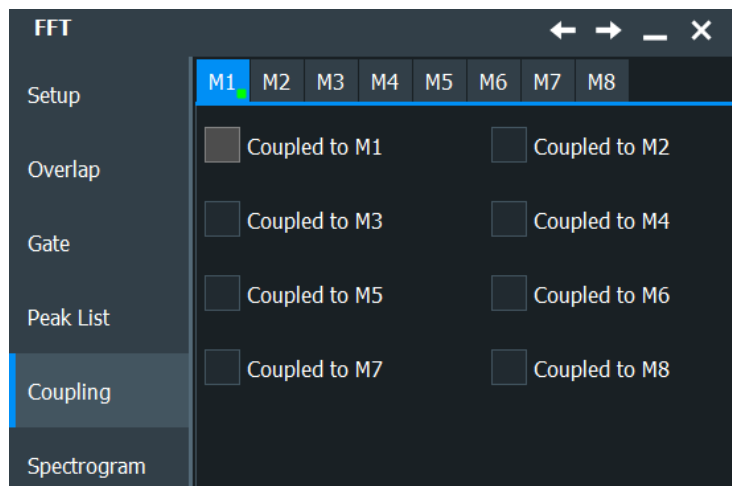 FFT
Setup
Overlap
Gate
Peak List
Coupling
Spectrogram
M1 M2 M3 M4 M5 M6 M7 M8
Coupled to M1 Coupled to M2
Coupled to M3 Coupled to M4
Coupled to M5 Coupled to M6
Coupled to M7 Coupled to M8